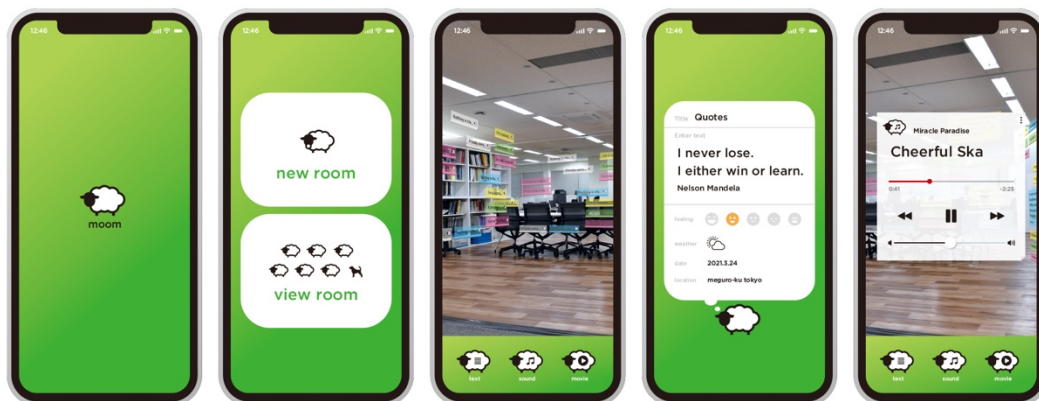 12:46
moom
12:46
new room
view room
12:46
text
sound
movie
12:46
Title Quotes
Enter text
I never lose.
I either win or learn.
Nelson Mandela
feeling
weather
date 2021.3.24
location meguro-ku tokyo
12:46
Miracle Paradise
Cheerful Ska
0:41
-3:25
text
sound
movie